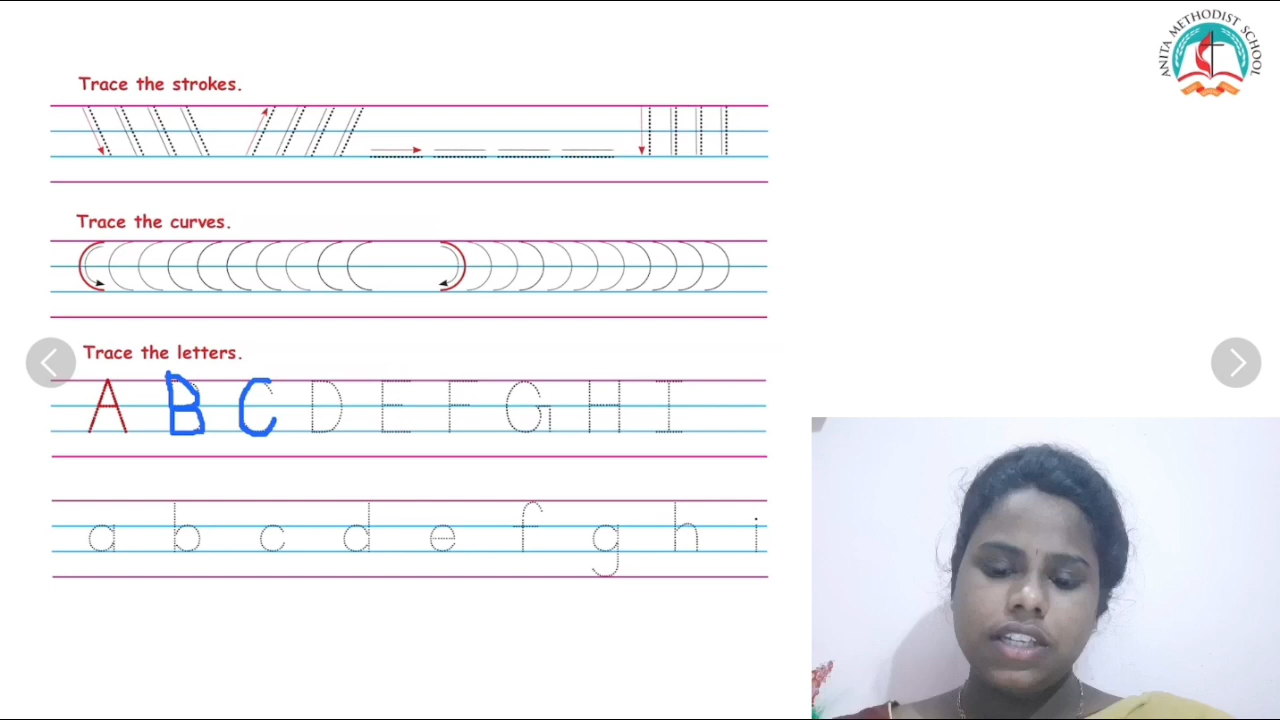 ANITA METHODIST SCHOOL
Trace the strokes.
Trace the curves.
Trace the letters.
A B C D E F G H I
a b c d e f g h i